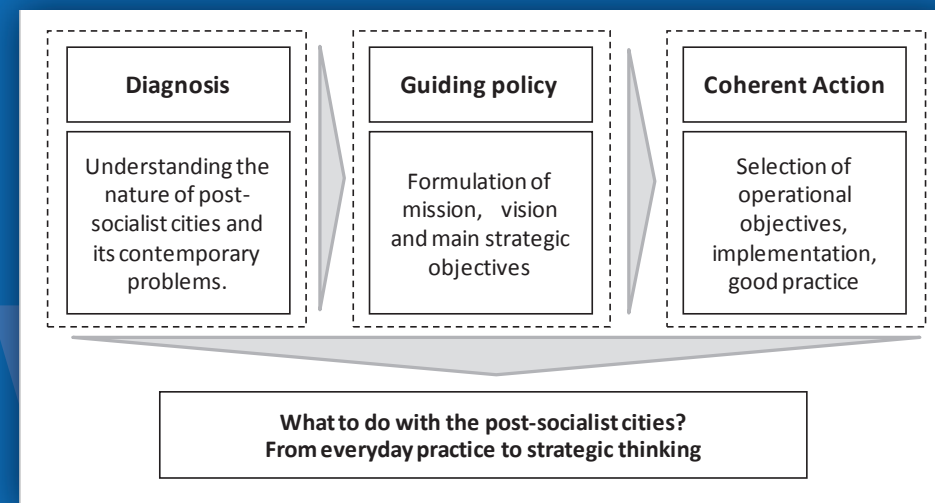 Diagnosis
Understanding the
nature of post-
socialist cities and
its contemporary
problems.
Guiding policy
Formulation of
mission, vision
and main strategic
objectives
Coherent Action
Selection of
operational
objectives,
implementation,
good practice
What to do with the post-socialist cities?
From everyday practice to strategic thinking